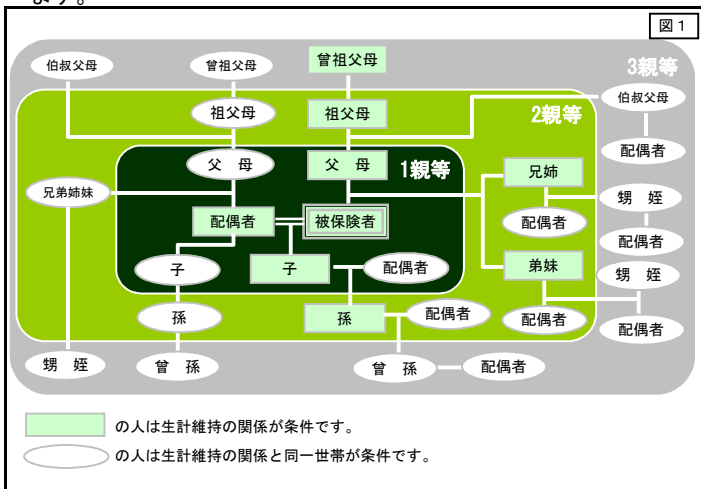 ます。
図1
伯叔父母
曾祖父母
曾祖父母
3親等
祖父母
祖父母
2親等
伯叔父母
父 母
父 母
1親等
兄姉
配偶者
兄弟姉妹
配偶者
被保険者
配偶者
甥 姪
配偶者
子
子
配偶者
弟妹
甥 姪
孫
孫
配偶者
配偶者
配偶者
甥 姪
曾 孫
曾 孫
配偶者
の人は生計維持の関係が条件です。
の人は生計維持の関係と同一世帯が条件です。